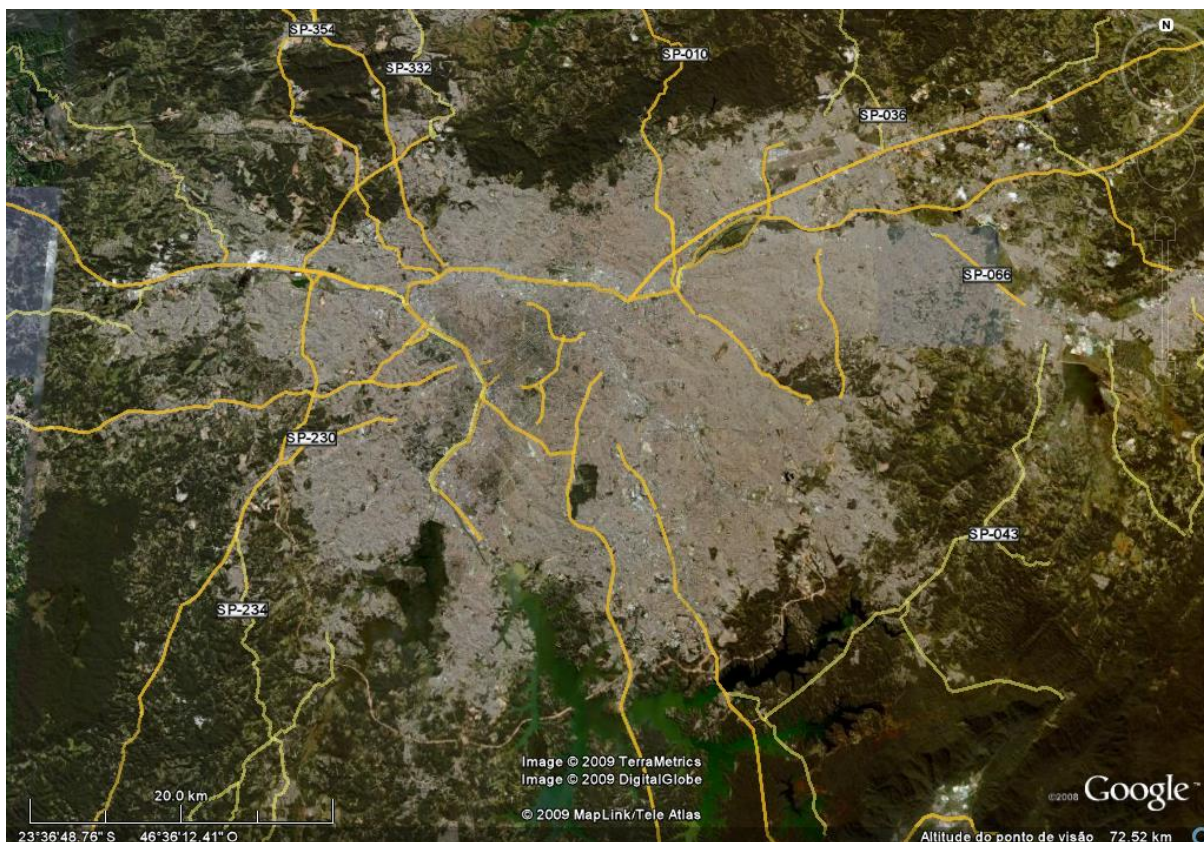 SP-354
SP-332
SP-010
N
SP-036
SP-066
SP-230
SP-043
SP-234
Image © 2009 TerraMetrics
Image © 2009 DigitalGlobe
© 2009 MapLink/Tele Atlas
20.0 km
©2008 Google
23°36'48.76" S 46°36'12.41" O
Altitude do ponto de visão 72.52 km